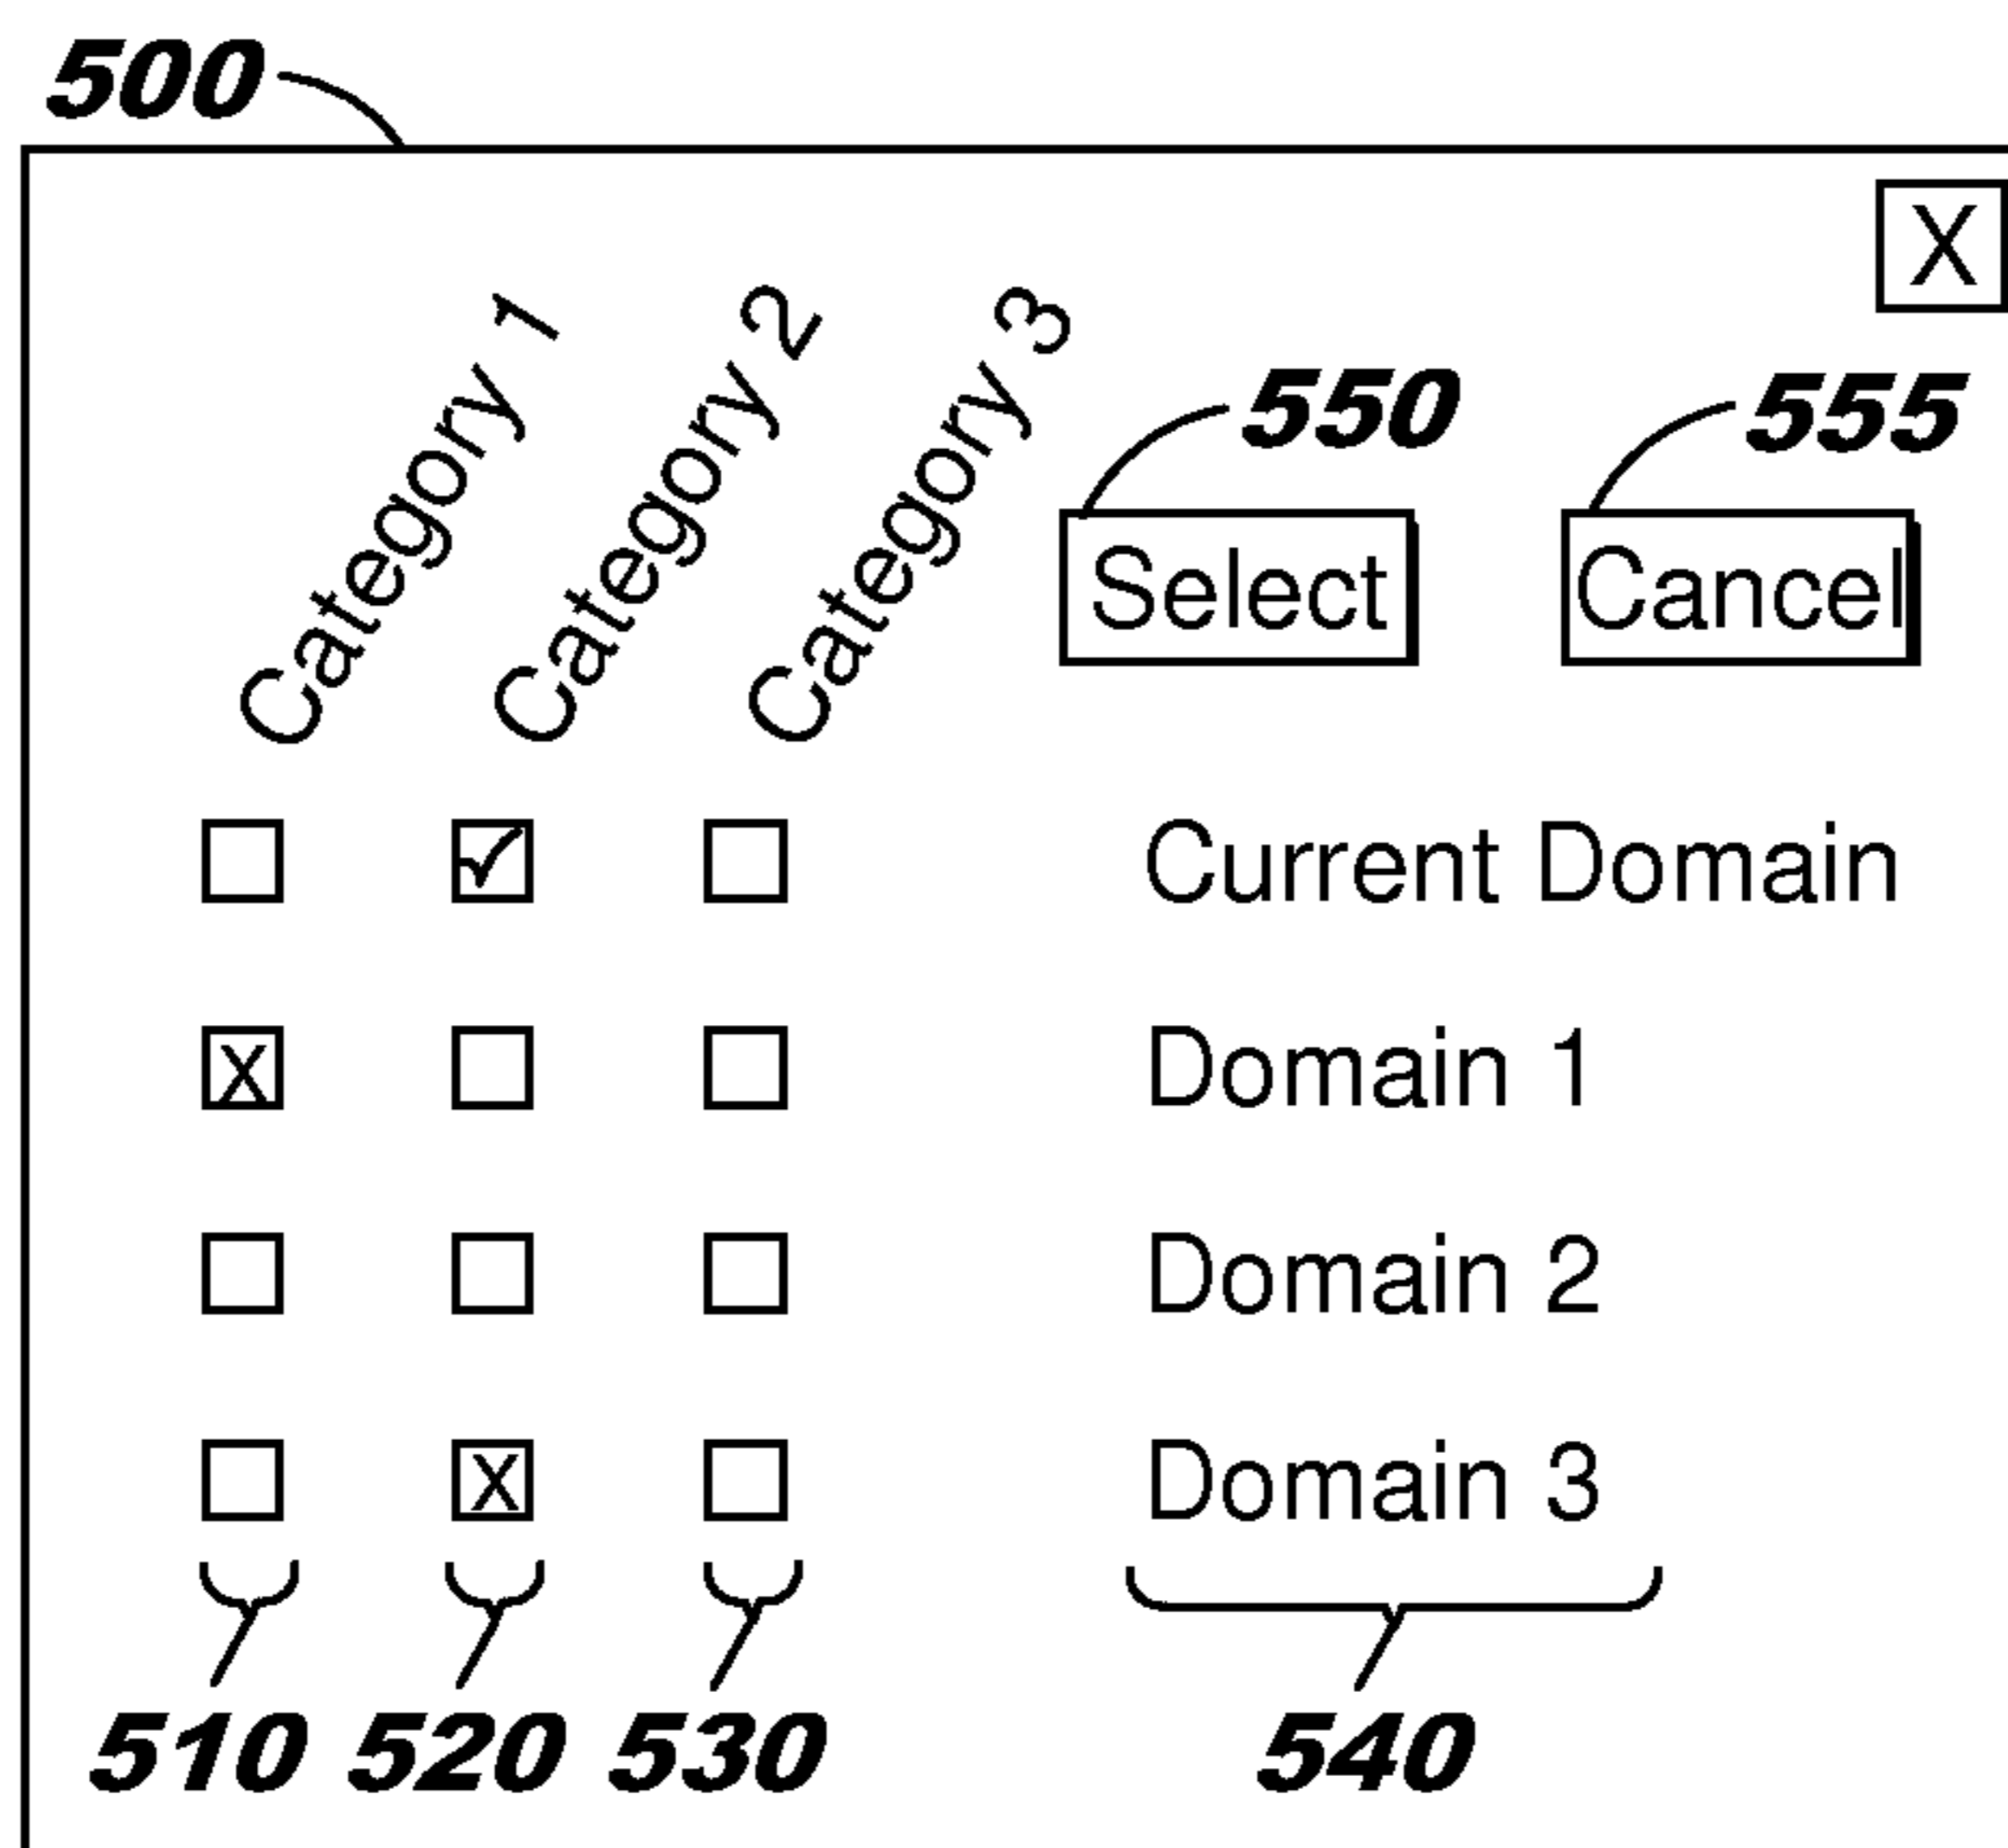 500
X
Category 1
Category 2
Category 3
550
555
Select
Cancel
✓
Current Domain
X
Domain 1
Domain 2
X
Domain 3
510
520
530
540